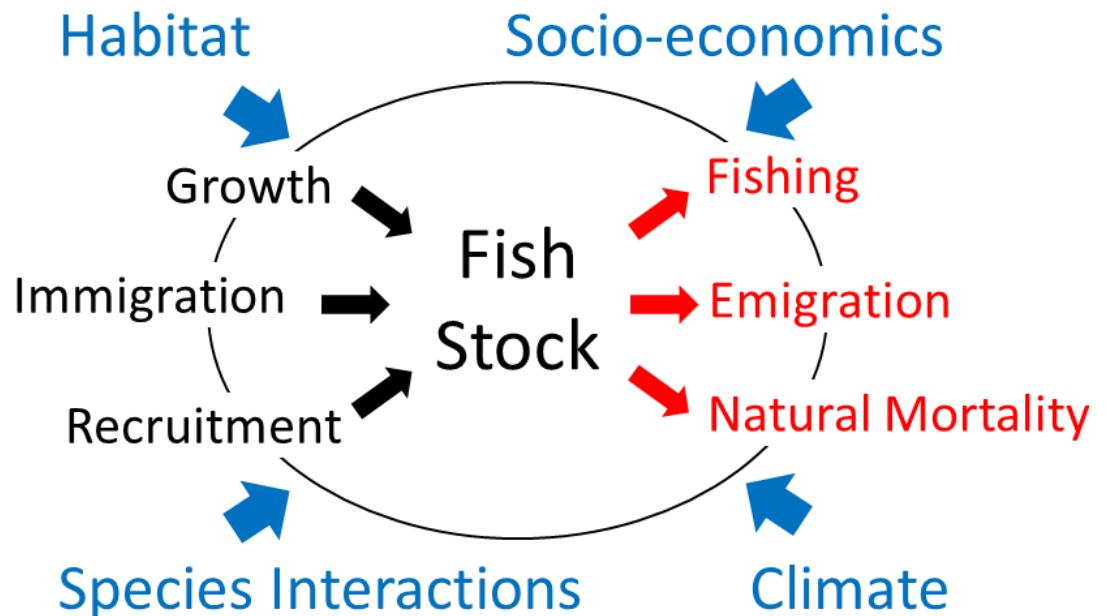 Habitat
Socio-economics
Growth
Fishing
Fish
Stock
Immigration
Emigration
Recruitment
Natural Mortality
Species Interactions
Climate